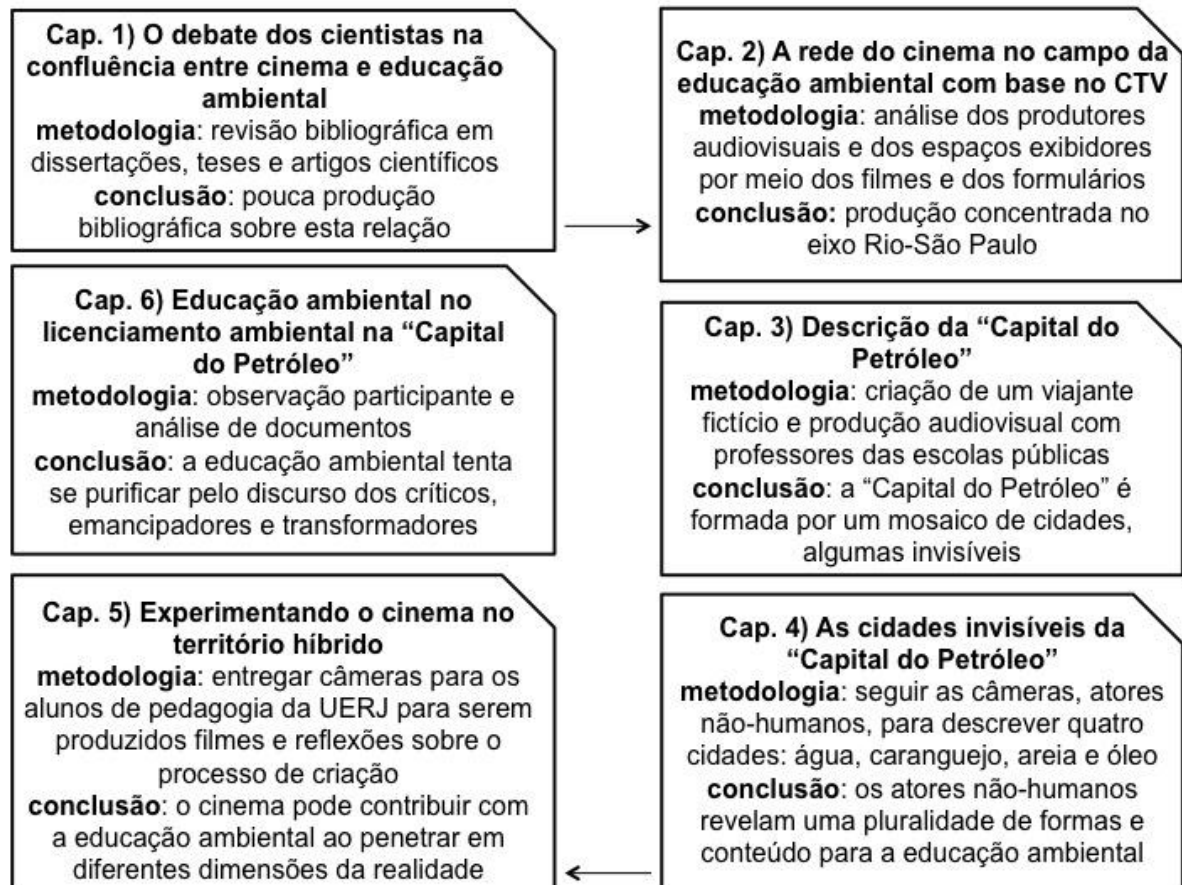 Cap. 1) O debate dos cientistas na
confluência entre cinema e educação
ambiental
metodologia: revisão bibliográfica em
dissertações, teses e artigos científicos
conclusão: pouca produção
bibliográfica sobre esta relação
Cap. 2) A rede do cinema no campo da
educação ambiental com base no CTV
metodologia: análise dos produtores
audiovisuais e dos espaços exibidores
por meio dos filmes e dos formulários
conclusão: produção concentrada no
eixo Rio-São Paulo
Cap. 6) Educação ambiental no
licenciamento ambiental na “Capital
do Petróleo”
metodologia: observação participante e
análise de documentos
conclusão: a educação ambiental tenta
se purificar pelo discurso dos críticos,
emancipadores e transformadores
Cap. 3) Descrição da “Capital do
Petróleo”
metodologia: criação de um viajante
fictício e produção audiovisual com
professores das escolas públicas
conclusão: a “Capital do Petróleo” é
formada por um mosaico de cidades,
algumas invisíveis
Cap. 5) Experimentando o cinema no
território híbrido
metodologia: entregar câmeras para os
alunos de pedagogia da UERJ para serem
produzidos filmes e reflexões sobre o
processo de criação
conclusão: o cinema pode contribuir com
a educação ambiental ao penetrar em
diferentes dimensões da realidade
Cap. 4) As cidades invisíveis da
“Capital do Petróleo”
metodologia: seguir as câmeras, atores
não-humanos, para descrever quatro
cidades: água, caranguejo, areia e óleo
conclusão: os atores não-humanos
revelam uma pluralidade de formas e
conteúdo para a educação ambiental